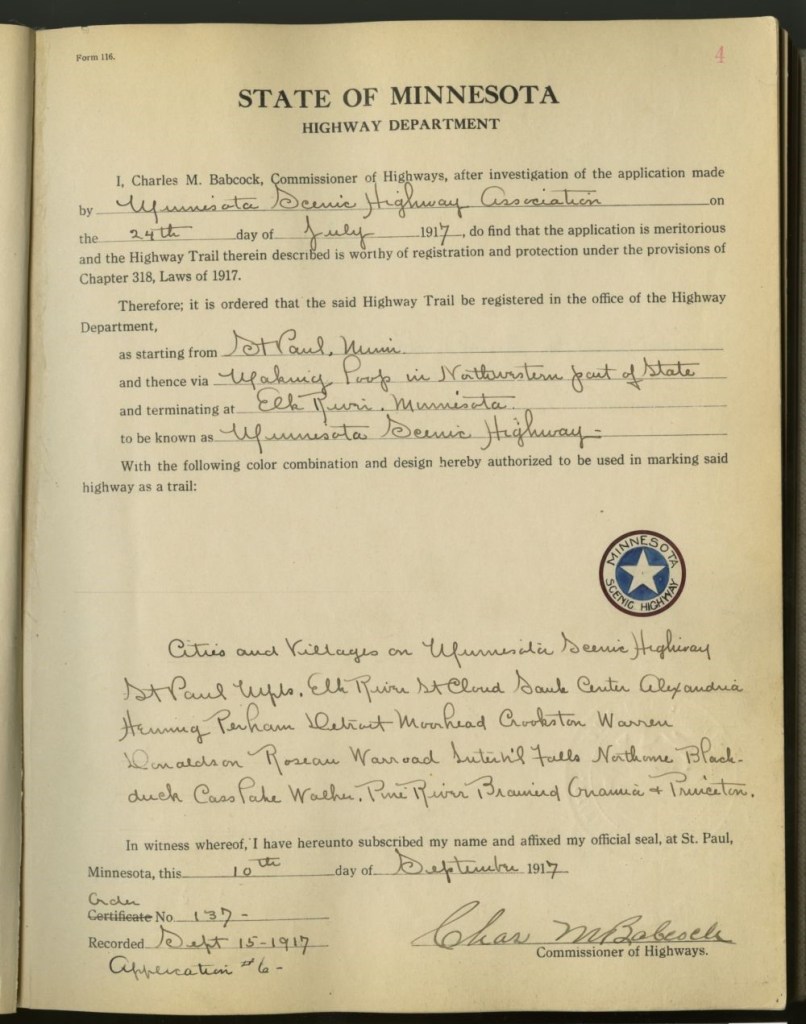 Form 116.
4
STATE OF MINNESOTA
HIGHWAY DEPARTMENT
I, Charles M. Babcock, Commissioner of Highways, after investigation of the application made
by Minnesota Scenic Highway Association on
the 24th day of July 1917, do find that the application is meritorious
and the Highway Trail therein described is worthy of registration and protection under the provisions of
Chapter 318, Laws of 1917.
Therefore; it is ordered that the said Highway Trail be registered in the office of the Highway
Department,
as starting from St Paul, Minn.
and thence via Making Loop in Northwestern part of State
and terminating at Elk River. Minnesota.
to be known as Minnesota Scenic Highway-
With the following color combination and design hereby authorized to be used in marking said
highway as a trail:
MINNESOTA
SCENIC HIGHWAY
Cities and Villages on Minnesota Scenic Highway
St Paul Mpls. Elk River St Cloud Sauk Center Alexandria
Henning Perham Detroit Moorhead Crookston Warren
Donaldson Roseau Warroad Intern'l Falls Northome Black-
duck Cass Lake Walker. Pine River Brainerd Onamia & Princeton.
In witness whereof, I have hereunto subscribed my name and affixed my official seal, at St. Paul,
Minnesota, this 10th day of September 1917
Order
Certificate No. 137-
Recorded Sept 15-1917
Application #6-
Chas M Babcock
Commissioner of Highways.